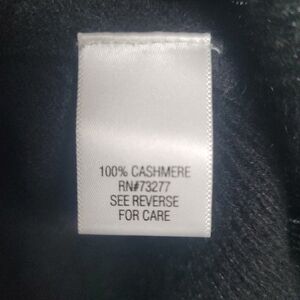 100% CASHMERE
RN#73277
SEE REVERSE
FOR CARE